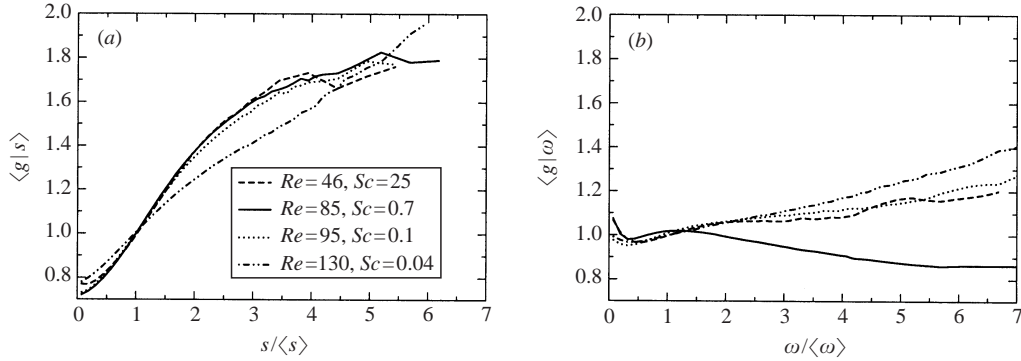 (a)
2.0
1.8
1.6
1.4
1.2
1.0
0.8
⟨g|s⟩
Re=46, Sc=25
Re=85, Sc=0.7
Re=95, Sc=0.1
Re=130, Sc=0.04
0 1 2 3 4 5 6 7
s/⟨s⟩
(b)
2.0
1.8
1.6
1.4
1.2
1.0
0.8
⟨g|ω⟩
0 1 2 3 4 5 6 7
ω/⟨ω⟩